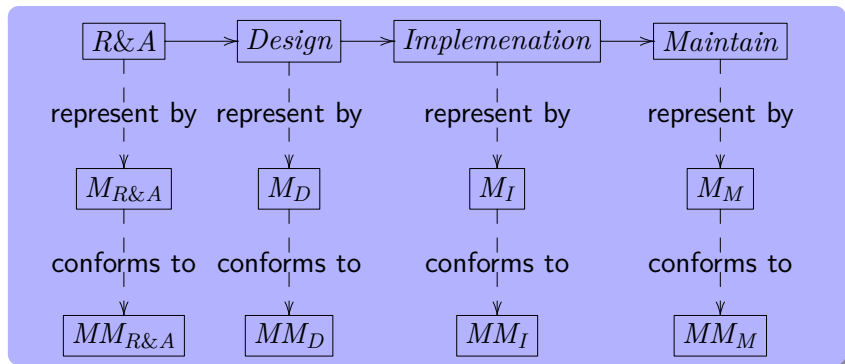 R&A Design Implemenation Maintain
represent by represent by represent by represent by
M_{R&A} M_D M_I M_M
conforms to conforms to conforms to conforms to
MM_{R&A} MM_D MM_I MM_M